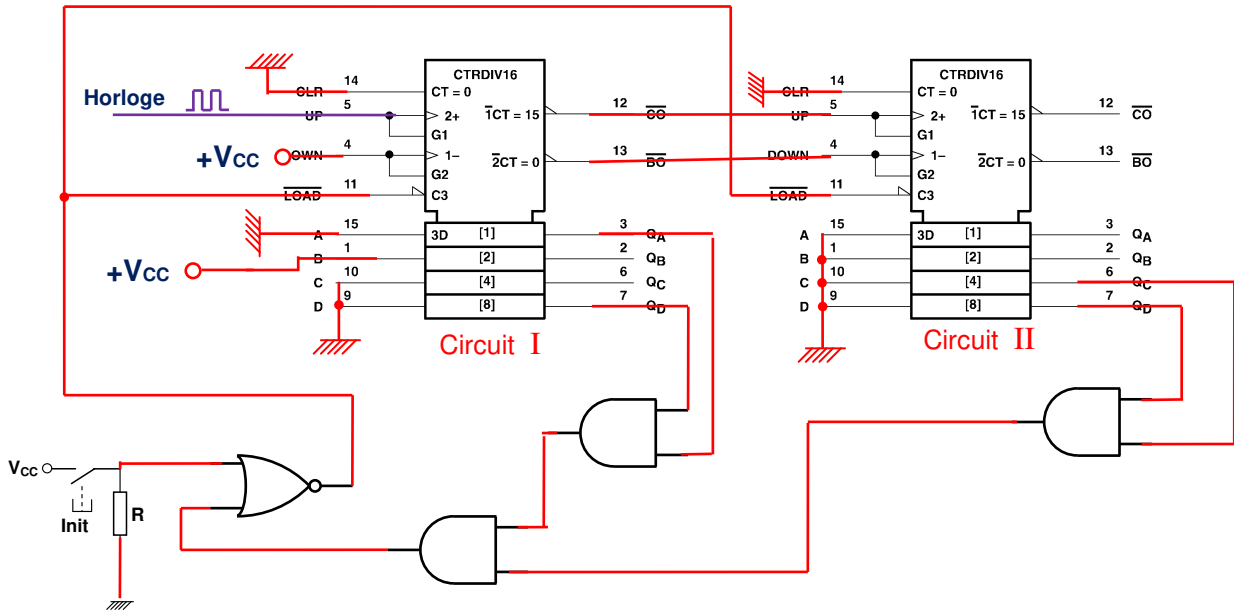 CTRDIV16
CLR 14 CT = 0
Horloge
UP 5 2+ 1CT = 15 12 CO
G1
+VCC OWN 4 1− 2CT = 0 13 BO
G2
LOAD 11 C3
A 15 3D [1] 3 QA
B 1 [2] 2 QB
+VCC
C 10 [4] 6 QC
D 9 [8] 7 QD
Circuit I
CTRDIV16
CLR 14 CT = 0
UP 5 2+ 1CT = 15 12 CO
G1
DOWN 4 1− 2CT = 0 13 BO
G2
LOAD 11 C3
A 15 3D [1] 3 QA
B 1 [2] 2 QB
C 10 [4] 6 QC
D 9 [8] 7 QD
Circuit II
VCC
Init
R